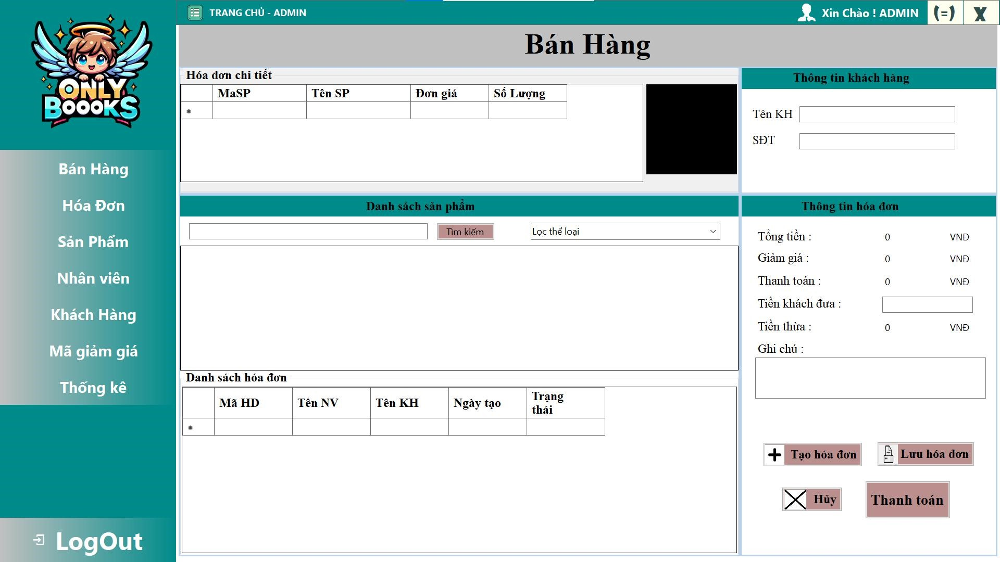 ONLY
BOOOKS
Bán Hàng
Hóa Đơn
Sản Phẩm
Nhân viên
Khách Hàng
Mã giảm giá
Thống kê
LogOut
TRANG CHỦ - ADMIN
Xin Chào ! ADMIN
(=)
X
Bán Hàng
Hóa đơn chi tiết
MaSP Tên SP Đơn giá Số Lượng
Thông tin khách hàng
Tên KH
SĐT
Danh sách sản phẩm
Tìm kiếm
Lọc thể loại
Danh sách hóa đơn
Mã HD Tên NV Tên KH Ngày tạo Trạng
thái
Thông tin hóa đơn
Tổng tiền : 0 VNĐ
Giảm giá : 0 VNĐ
Thanh toán : 0 VNĐ
Tiền khách đưa :
Tiền thừa : 0 VNĐ
Ghi chú :
Tạo hóa đơn
Lưu hóa đơn
Hủy
Thanh toán